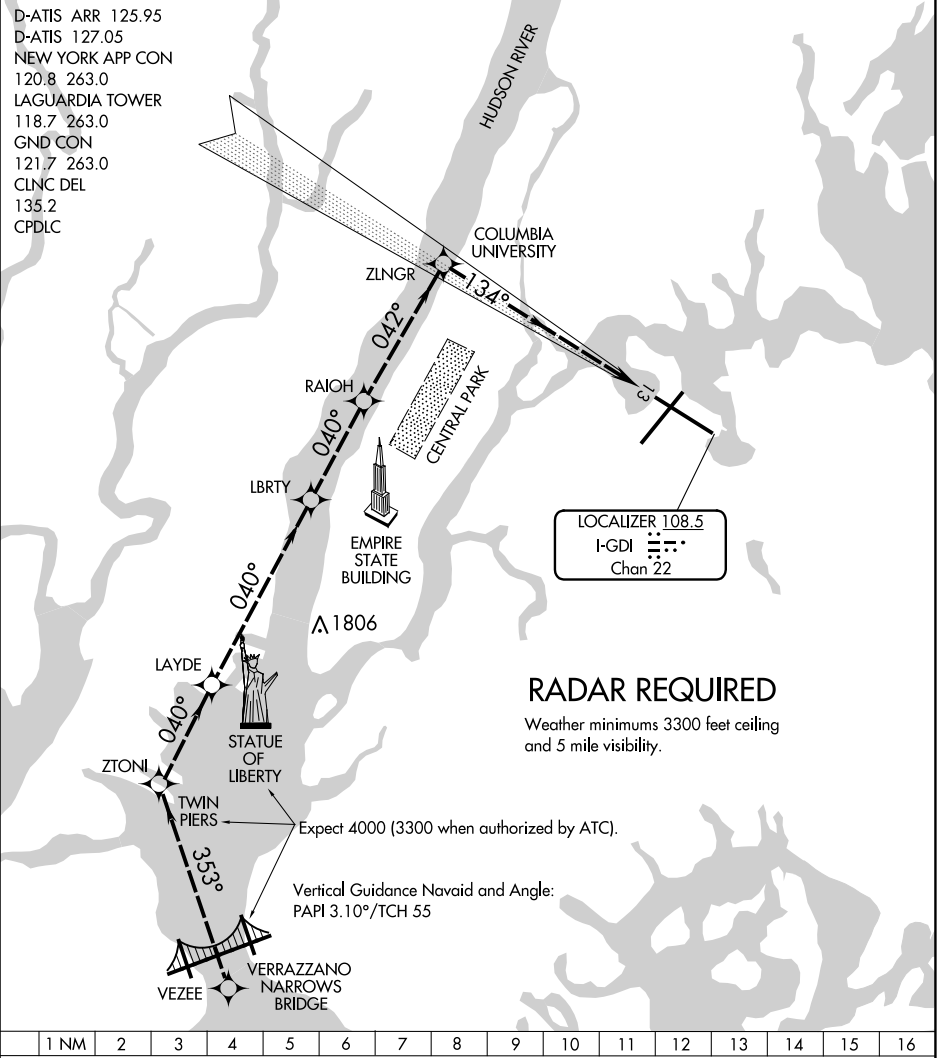 D-ATIS ARR 125.95
D-ATIS 127.05
NEW YORK APP CON
120.8 263.0
LAGUARDIA TOWER
118.7 263.0
GND CON
121.7 263.0
CLNC DEL
135.2
CPDLC
HUDSON RIVER
COLUMBIA
UNIVERSITY
ZLNGR
134°
042°
RAIOH
13
CENTRAL PARK
040°
LBRTY
LOCALIZER 108.5
I-GDI
Chan 22
EMPIRE
STATE
BUILDING
040°
1806
LAYDE
RADAR REQUIRED
Weather minimums 3300 feet ceiling
and 5 mile visibility.
040°
STATUE
OF
LIBERTY
ZTONI
TWIN
PIERS
Expect 4000 (3300 when authorized by ATC).
353°
Vertical Guidance Navaid and Angle:
PAPI 3.10°/TCH 55
VERRAZZANO
NARROWS
BRIDGE
VEZEE
1 NM 2 3 4 5 6 7 8 9 10 11 12 13 14 15 16